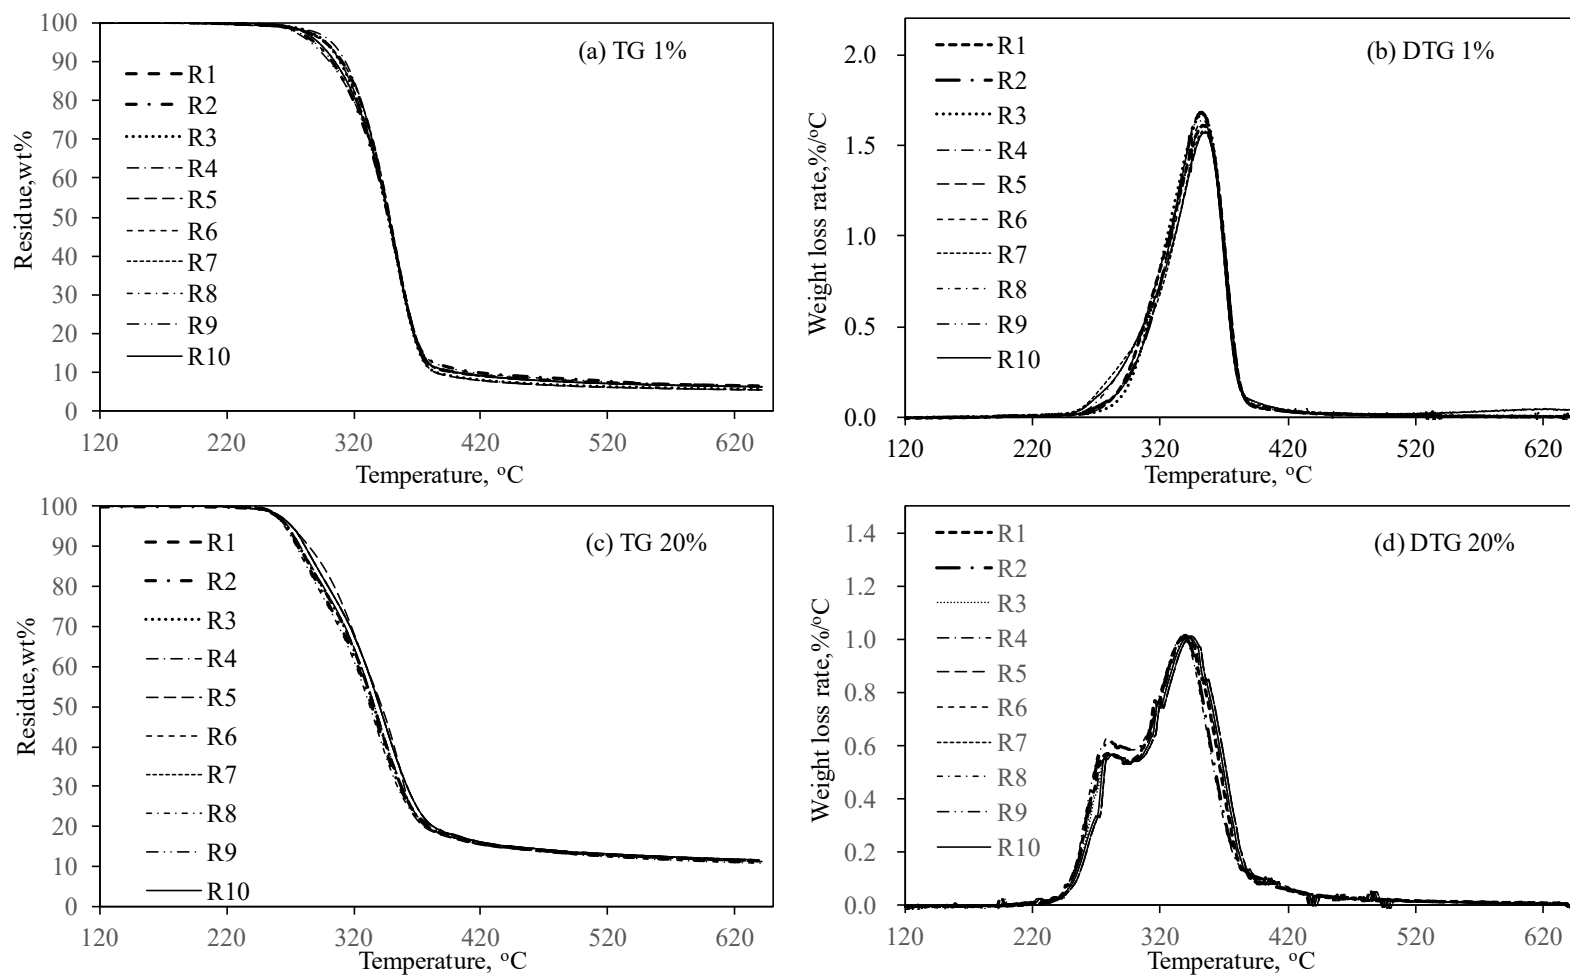 (a) TG 1%
Residue,wt%
100
90
80
70
60
50
40
30
20
10
0
R1
R2
R3
R4
R5
R6
R7
R8
R9
R10
120 220 320 420 520 620
Temperature, °C
(b) DTG 1%
Weight loss rate,%/°C
2.0
1.5
1.0
0.5
0.0
R1
R2
R3
R4
R5
R6
R7
R8
R9
R10
120 220 320 420 520 620
Temperature, °C
(c) TG 20%
Residue,wt%
100
90
80
70
60
50
40
30
20
10
0
R1
R2
R3
R4
R5
R6
R7
R8
R9
R10
120 220 320 420 520 620
Temperature, °C
(d) DTG 20%
Weight loss rate,%/°C
1.4
1.2
1.0
0.8
0.6
0.4
0.2
0.0
R1
R2
R3
R4
R5
R6
R7
R8
R9
R10
120 220 320 420 520 620
Temperature, °C